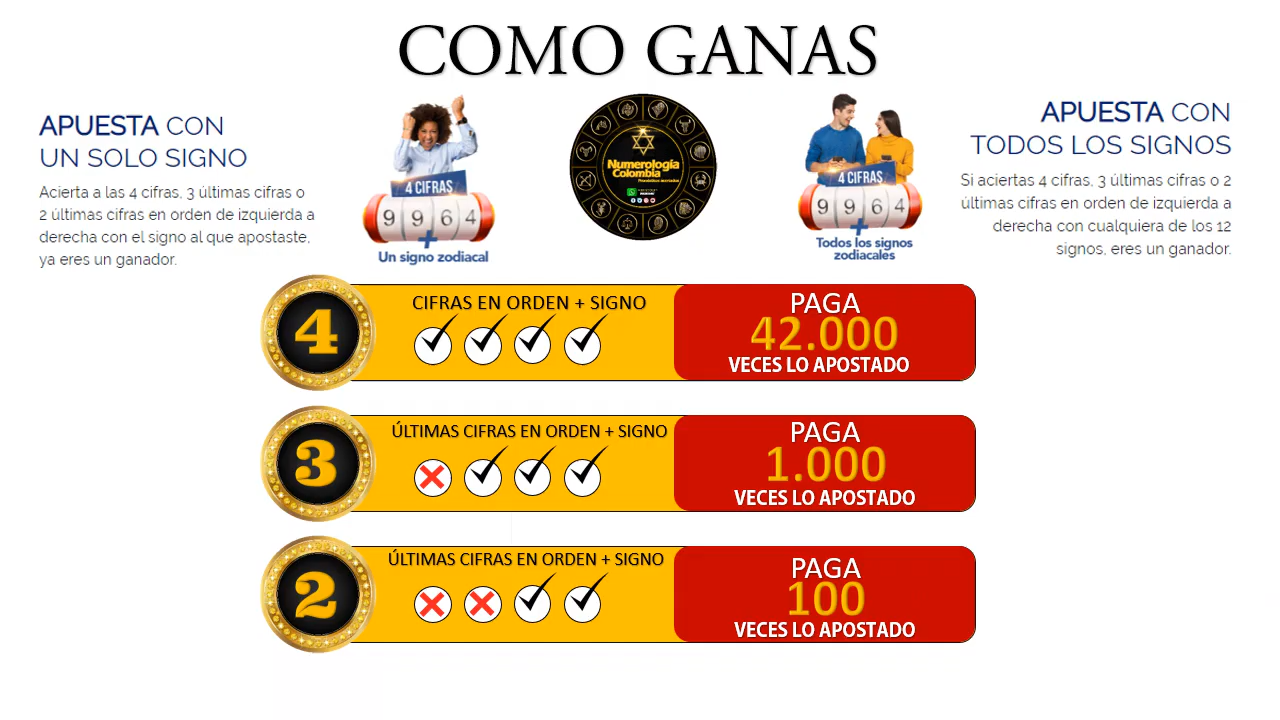 COMO GANAS
APUESTA CON
UN SOLO SIGNO
Acierta a las 4 cifras, 3 últimas cifras o
2 últimas cifras en orden de izquierda a
derecha con el signo al que apostaste,
ya eres un ganador.
4 CIFRAS
9 9 6 4
+
Un signo zodiacal
Numerología
Colombia
APUESTA CON
TODOS LOS SIGNOS
Si aciertas 4 cifras, 3 últimas cifras o 2
últimas cifras en orden de izquierda a
derecha con cualquiera de los 12
signos, eres un ganador.
4 CIFRAS
9 9 6 4
+
Todos los signos
zodiacales
4
CIFRAS EN ORDEN + SIGNO
PAGA
42.000
VECES LO APOSTADO
3
ÚLTIMAS CIFRAS EN ORDEN + SIGNO
PAGA
1.000
VECES LO APOSTADO
2
ÚLTIMAS CIFRAS EN ORDEN + SIGNO
PAGA
100
VECES LO APOSTADO